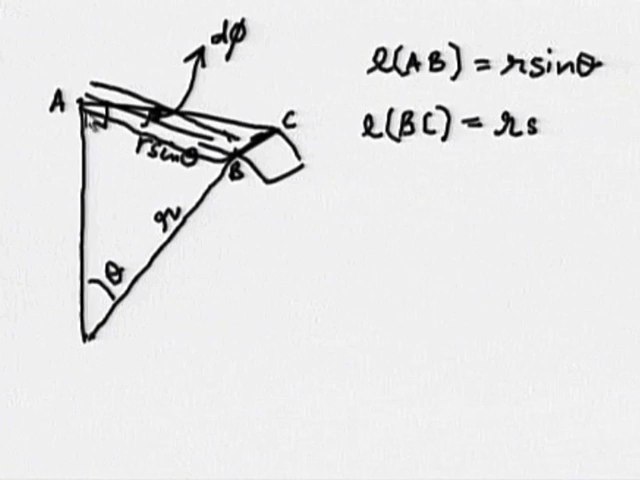 dϕ
A
C
rsinθ
B
r
θ
l(AB) = rsinθ
l(BC) = rs